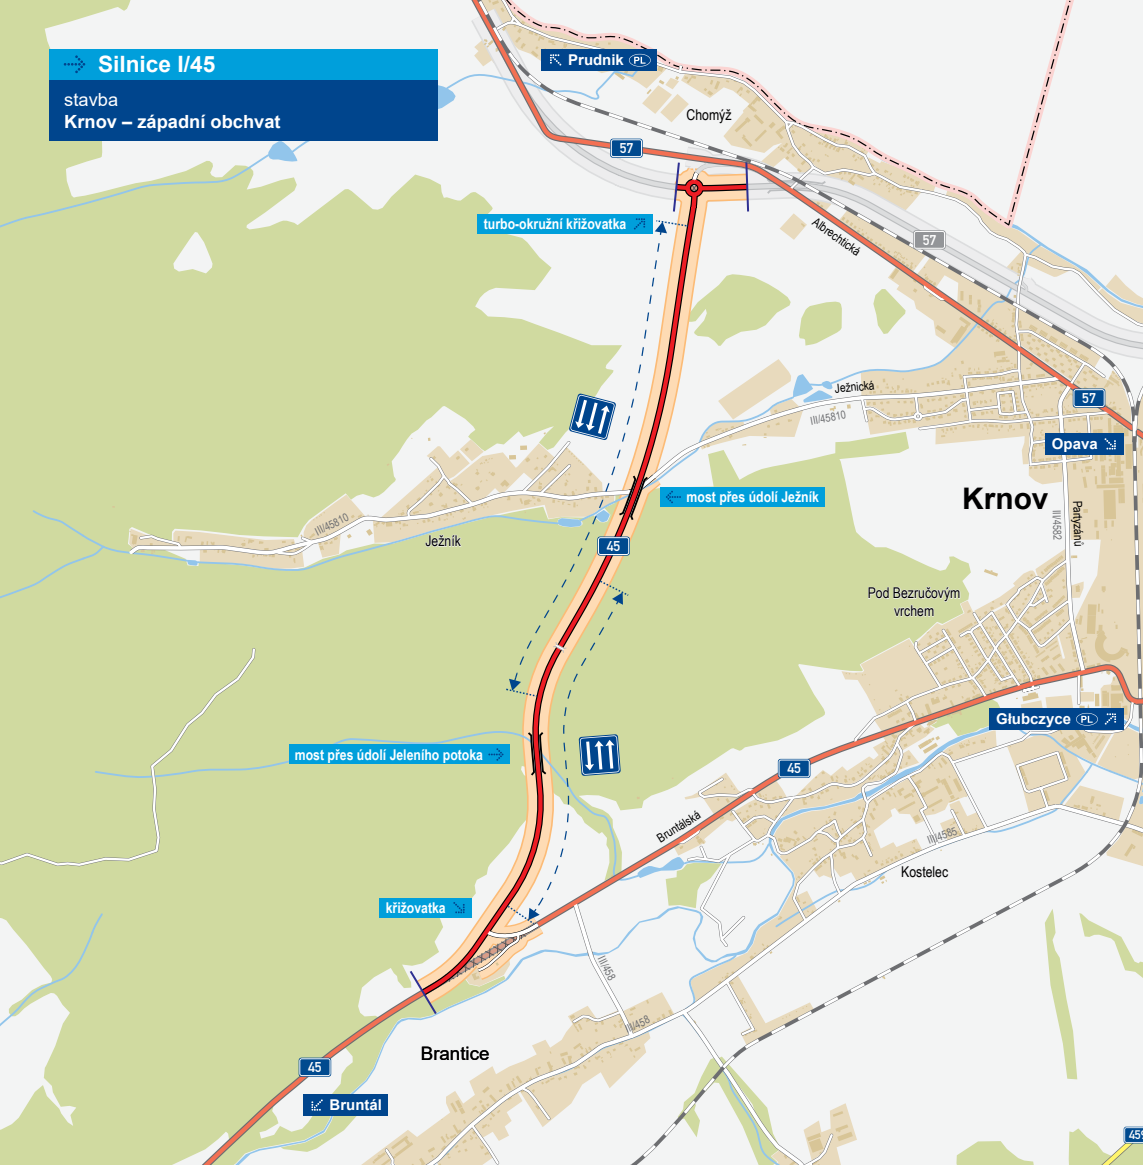 Silnice I/45
stavba
Krnov – západní obchvat
Prudnik PL
Chomýž
57
turbo-okružní křižovatka
Albrechtická
57
Ježnická
III/45810
57
Opava
most přes údolí Ježník
Krnov
III/45810
Ježník
45
III/4582
Partyzánů
Pod Bezručovým
vrchem
Głubczyce PL
most přes údolí Jeleního potoka
45
Bruntálská
III/4585
Kostelec
křižovatka
III/458
III/458
Brantice
45
Bruntál
459